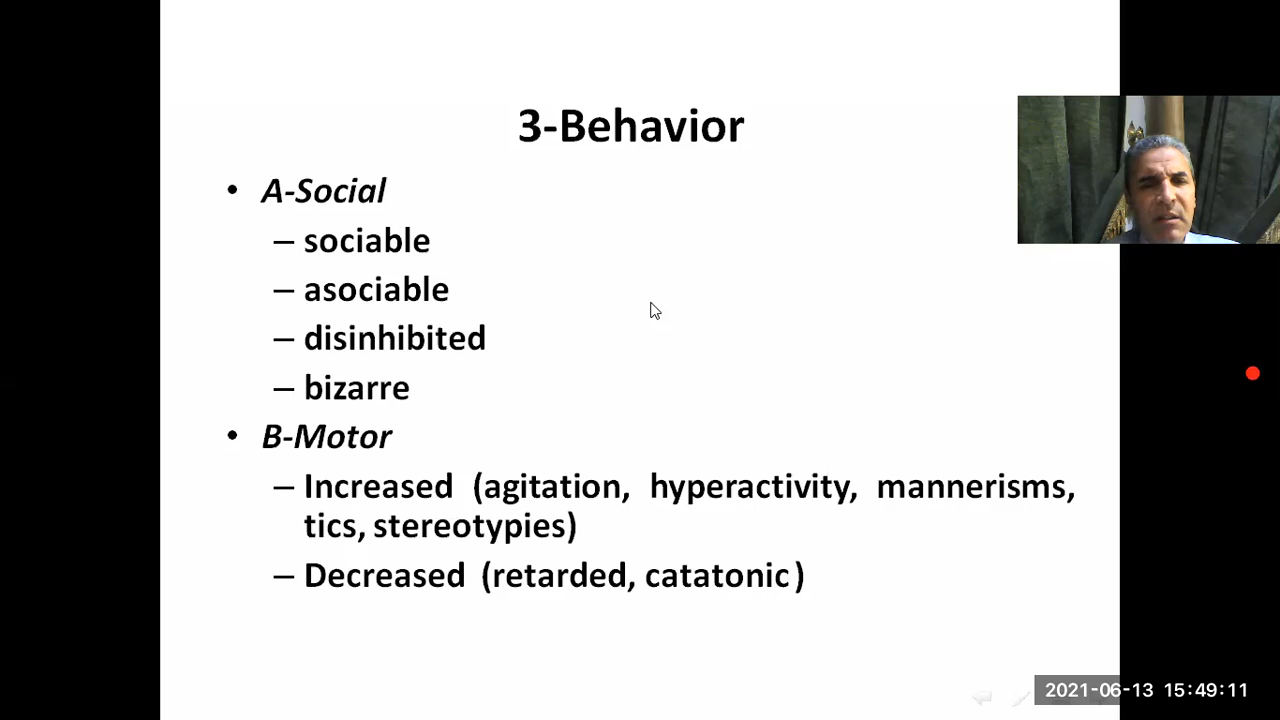 3-Behavior
• A-Social
– sociable
– asociable
– disinhibited
– bizarre
• B-Motor
– Increased (agitation, hyperactivity, mannerisms,
tics, stereotypies)
– Decreased (retarded, catatonic)
2021-06-13 15:49:11